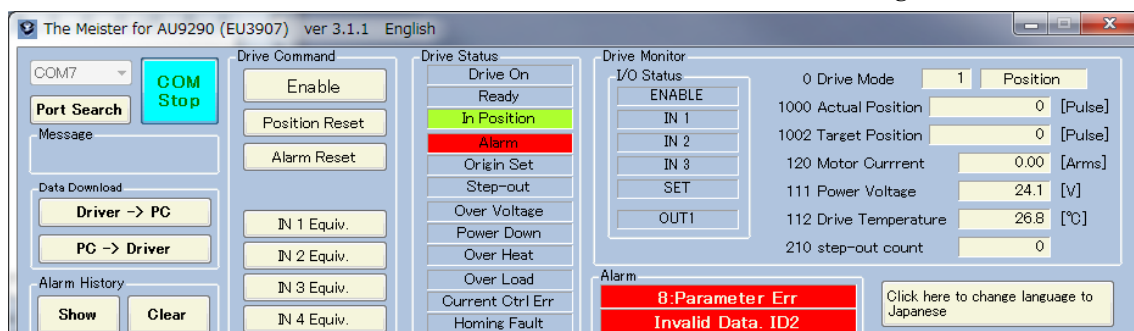 The Meister for AU9290 (EU3907) ver 3.1.1 English
COM7
COM
Stop
Port Search
Message
Data Download
Driver -> PC
PC -> Driver
Alarm History
Show Clear
Drive Command
Enable
Position Reset
Alarm Reset
IN 1 Equiv.
IN 2 Equiv.
IN 3 Equiv.
IN 4 Equiv.
Drive Status
Drive On
Ready
In Position
Alarm
Origin Set
Step-out
Over Voltage
Power Down
Over Heat
Over Load
Current Ctrl Err
Homing Fault
Drive Monitor
I/O Status
ENABLE
IN 1
IN 2
IN 3
SET
OUT1
0 Drive Mode 1 Position
1000 Actual Position 0 [Pulse]
1002 Target Position 0 [Pulse]
120 Motor Currrent 0.00 [Arms]
111 Power Voltage 24.1 [V]
112 Drive Temperature 26.8 [℃]
210 step-out count 0
Alarm
8:Parameter Err
Invalid Data. ID2
Click here to change language to
Japanese